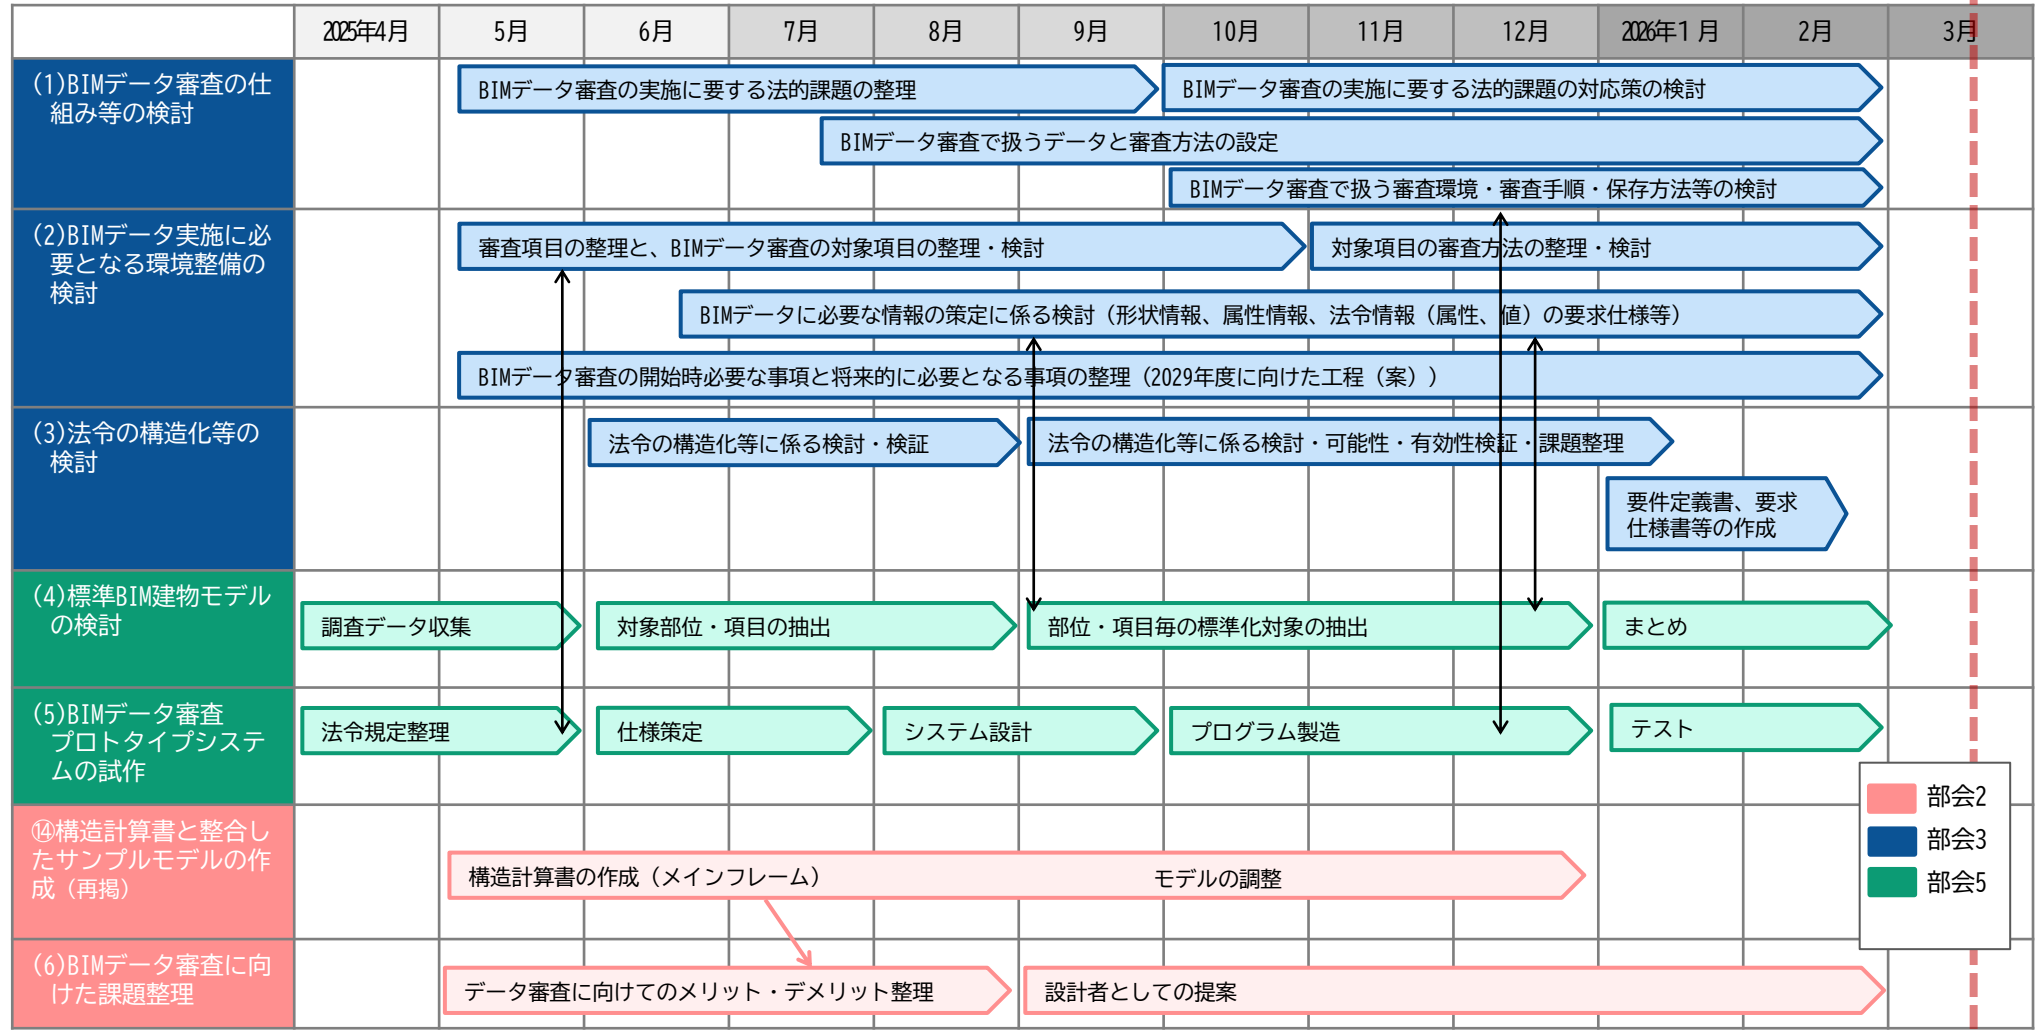 2025年4月
5月
6月
7月
8月
9月
10月
11月
12月
2026年1月
2月
3月
(1)BIMデータ審査の仕
組み等の検討
BIMデータ審査の実施に要する法的課題の整理
BIMデータ審査の実施に要する法的課題の対応策の検討
BIMデータ審査で扱うデータと審査方法の設定
BIMデータ審査で扱う審査環境・審査手順・保存方法等の検討
(2)BIMデータ実施に必
要となる環境整備の
検討
審査項目の整理と、BIMデータ審査の対象項目の整理・検討
対象項目の審査方法の整理・検討
BIMデータに必要な情報の策定に係る検討（形状情報、属性情報、法令情報（属性、値）の要求仕様等）
BIMデータ審査の開始時必要な事項と将来的に必要となる事項の整理（2029年度に向けた工程（案））
(3)法令の構造化等の
検討
法令の構造化等に係る検討・検証
法令の構造化等に係る検討・可能性・有効性検証・課題整理
要件定義書、要求
仕様書等の作成
(4)標準BIM建物モデル
の検討
調査データ収集
対象部位・項目の抽出
部位・項目毎の標準化対象の抽出
まとめ
(5)BIMデータ審査
プロトタイプシステ
ムの試作
法令規定整理
仕様策定
システム設計
プログラム製造
テスト
⑭構造計算書と整合し
たサンプルモデルの作
成（再掲）
構造計算書の作成（メインフレーム）
モデルの調整
(6)BIMデータ審査に向
けた課題整理
データ審査に向けてのメリット・デメリット整理
設計者としての提案
部会2
部会3
部会5